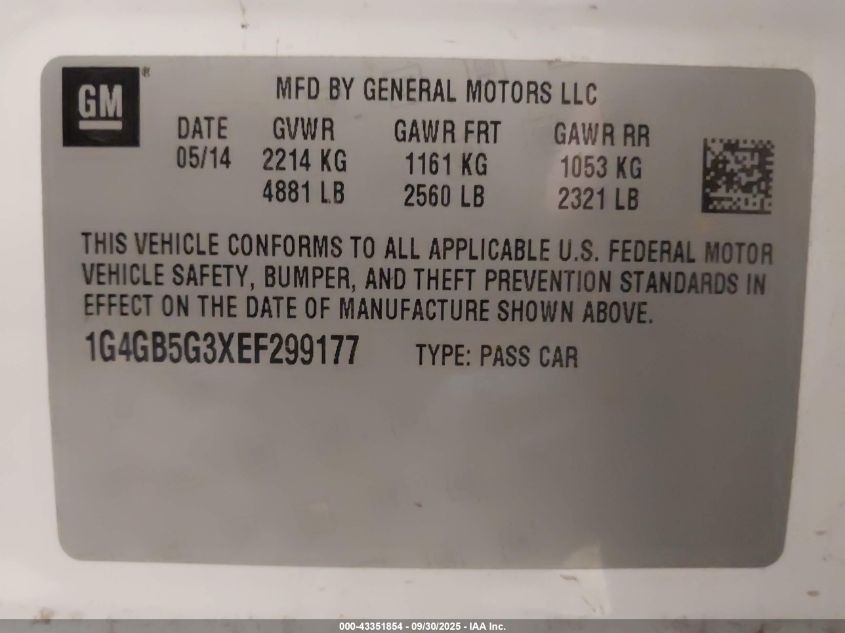 GM®
MFD BY GENERAL MOTORS LLC
DATE GVWR GAWR FRT GAWR RR
05/14 2214 KG 1161 KG 1053 KG
4881 LB 2560 LB 2321 LB
THIS VEHICLE CONFORMS TO ALL APPLICABLE U.S. FEDERAL MOTOR
VEHICLE SAFETY, BUMPER, AND THEFT PREVENTION STANDARDS IN
EFFECT ON THE DATE OF MANUFACTURE SHOWN ABOVE.
1G4GB5G3XEF299177 TYPE: PASS CAR
000-43351854 - 09/30/2025 - IAA Inc.